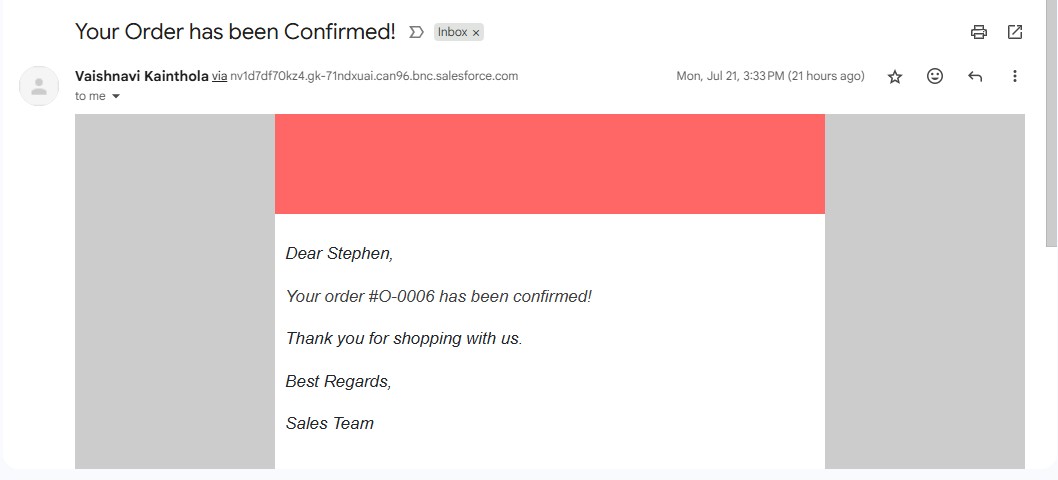 Your Order has been Confirmed!
Inbox ×
Vaishnavi Kainthola via nv1d7df70kz4.gk-71ndxuai.can96.bnc.salesforce.com
Mon, Jul 21, 3:33 PM (21 hours ago)
to me
Dear Stephen,
Your order #O-0006 has been confirmed!
Thank you for shopping with us.
Best Regards,
Sales Team